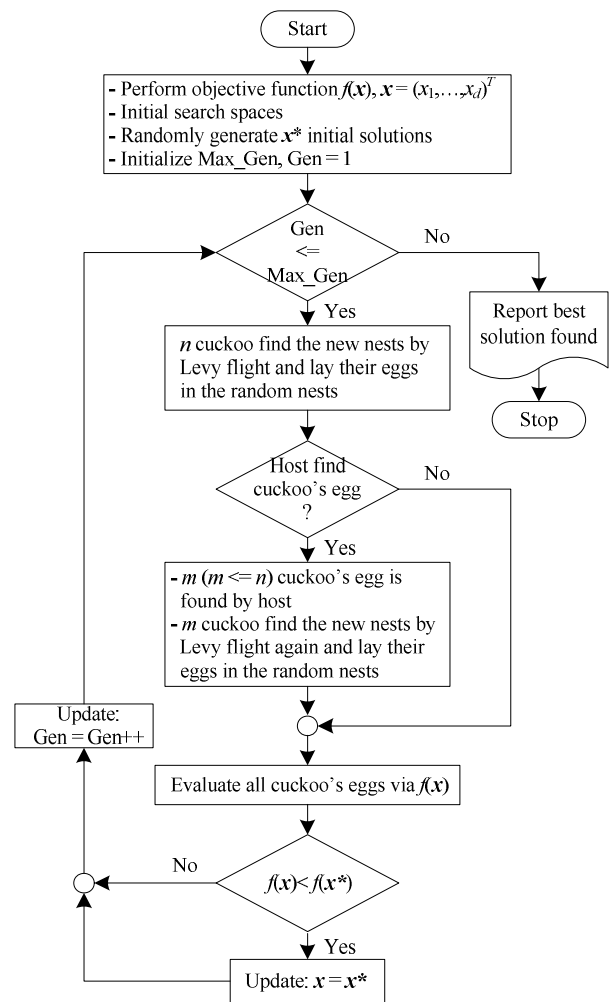 Start
- Perform objective function f(x), x = (x₁,…,x_d)ᵀ
- Initial search spaces
- Randomly generate x* initial solutions
- Initialize Max_Gen, Gen = 1
Gen
<=
Max_Gen
No
Yes
Report best
solution found
Stop
n cuckoo find the new nests by
Levy flight and lay their eggs
in the random nests
Host find
cuckoo's egg
?
No
Yes
- m (m <= n) cuckoo's egg is
found by host
- m cuckoo find the new nests by
Levy flight again and lay their
eggs in the random nests
Update:
Gen = Gen++
Evaluate all cuckoo's eggs via f(x)
f(x)< f(x*)
No
Yes
Update: x = x*